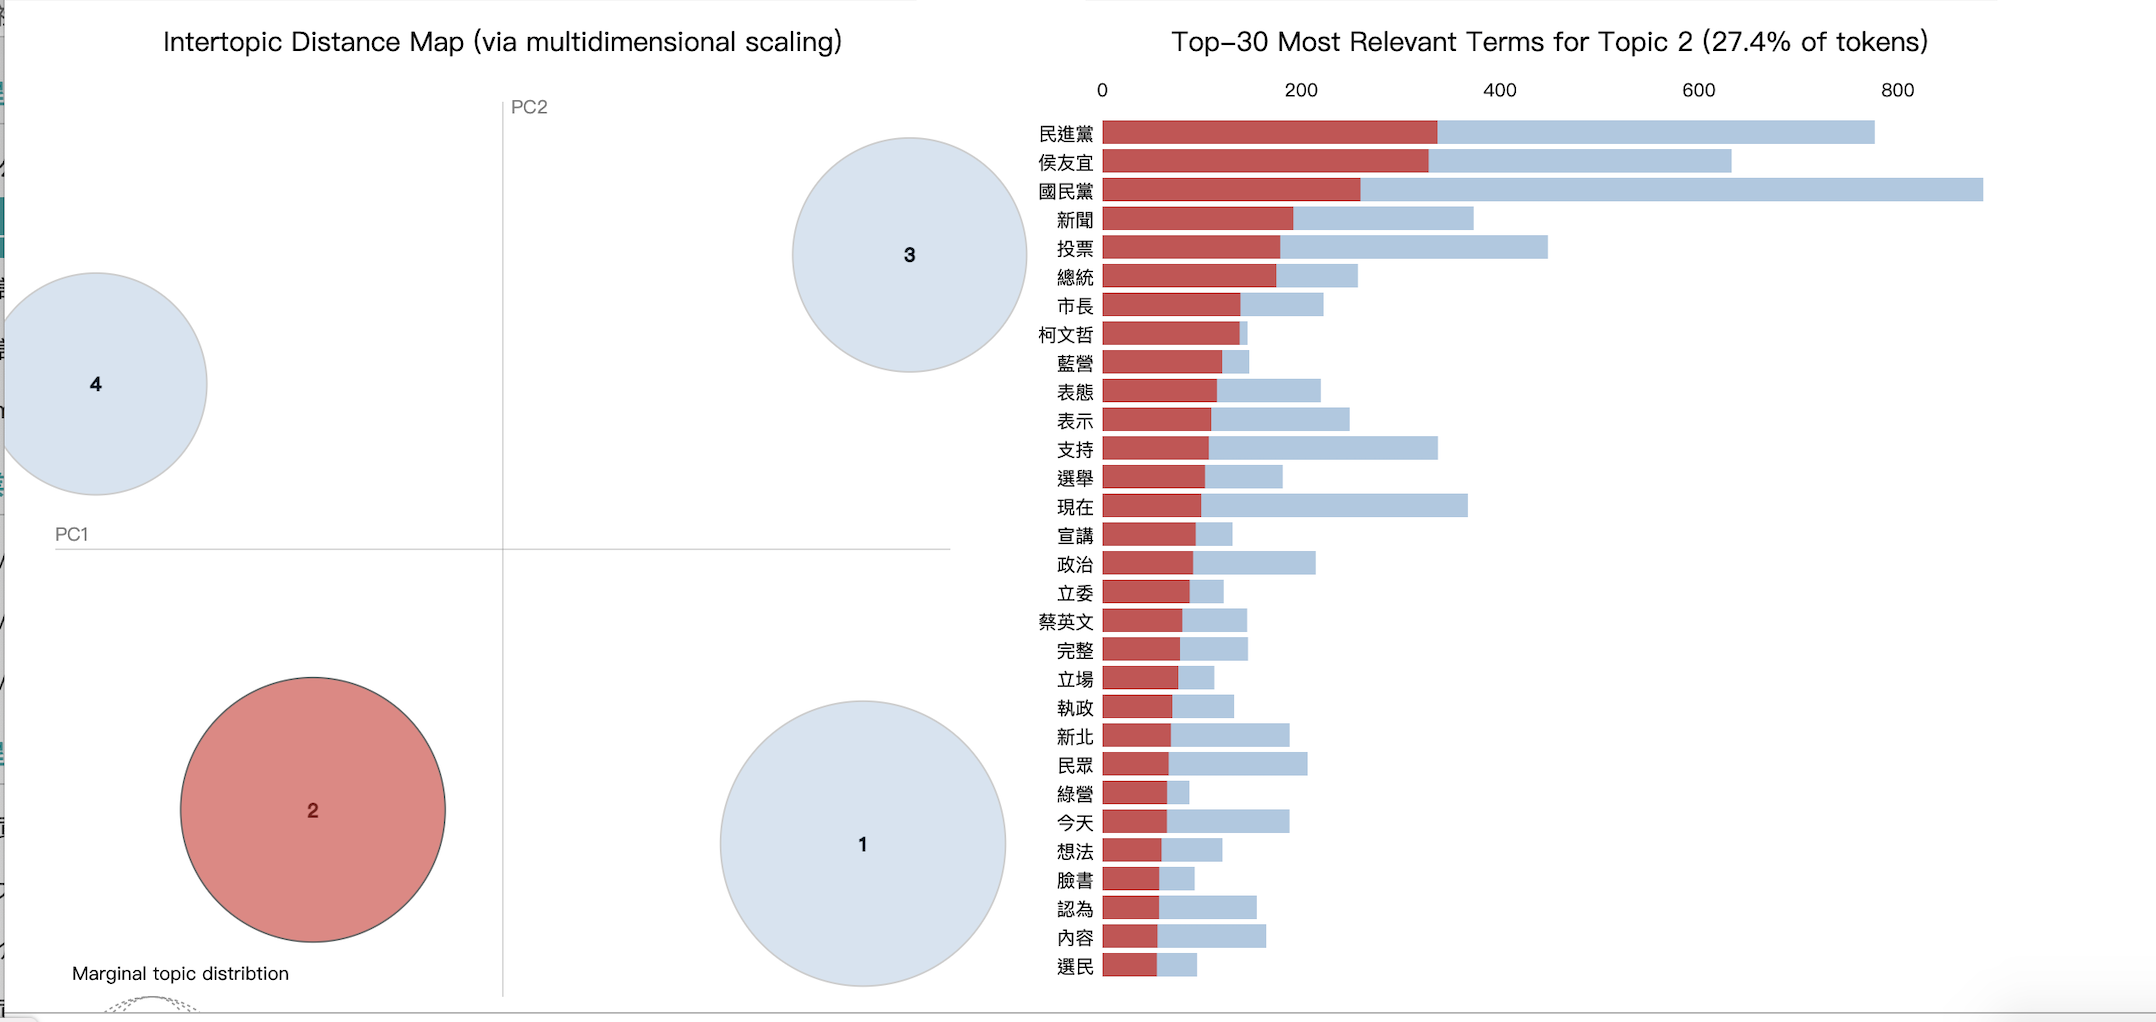 Intertopic Distance Map (via multidimensional scaling)
PC2
3
4
PC1
2
1
Marginal topic distribtion
Top-30 Most Relevant Terms for Topic 2 (27.4% of tokens)
0 200 400 600 800
民進黨
侯友宜
國民黨
新聞
投票
總統
市長
柯文哲
藍營
表態
表示
支持
選舉
現在
宣講
政治
立委
蔡英文
完整
立場
執政
新北
民眾
綠營
今天
想法
臉書
認為
內容
選民